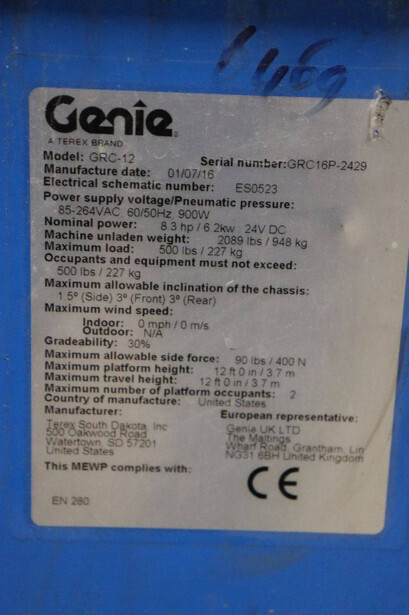 6469
Genie
A TEREX BRAND
Model: GRC-12 Serial number: GRC16P-2429
Manufacture date: 01/07/16
Electrical schematic number: ES0523
Power supply voltage/Pneumatic pressure:
85-264VAC, 60/50Hz, 900W
Nominal power: 8.3 hp / 6.2kw : 24V DC
Machine unladen weight: 2089 lbs / 948 kg
Maximum load: 500 lbs / 227 kg
Occupants and equipment must not exceed:
500 lbs / 227 kg
Maximum allowable inclination of the chassis:
1.5º (Side) 3º (Front) 3º (Rear)
Maximum wind speed:
Indoor: 0 mph / 0 m/s
Outdoor: N/A
Gradeability: 30%
Maximum allowable side force: 90 lbs / 400 N
Maximum platform height: 12 ft 0 in / 3.7 m
Maximum travel height: 12 ft 0 in / 3.7 m
Maximum number of platform occupants: 2
Country of manufacture: United States
Manufacturer: European representative:
Terex South Dakota, Inc Genie UK LTD
500 Oakwood Road The Maltings
Watertown, SD 57201 Wharf Road, Grantham, Lin
United States NG31 6BH United Kingdom
This MEWP complies with: CE
EN 280